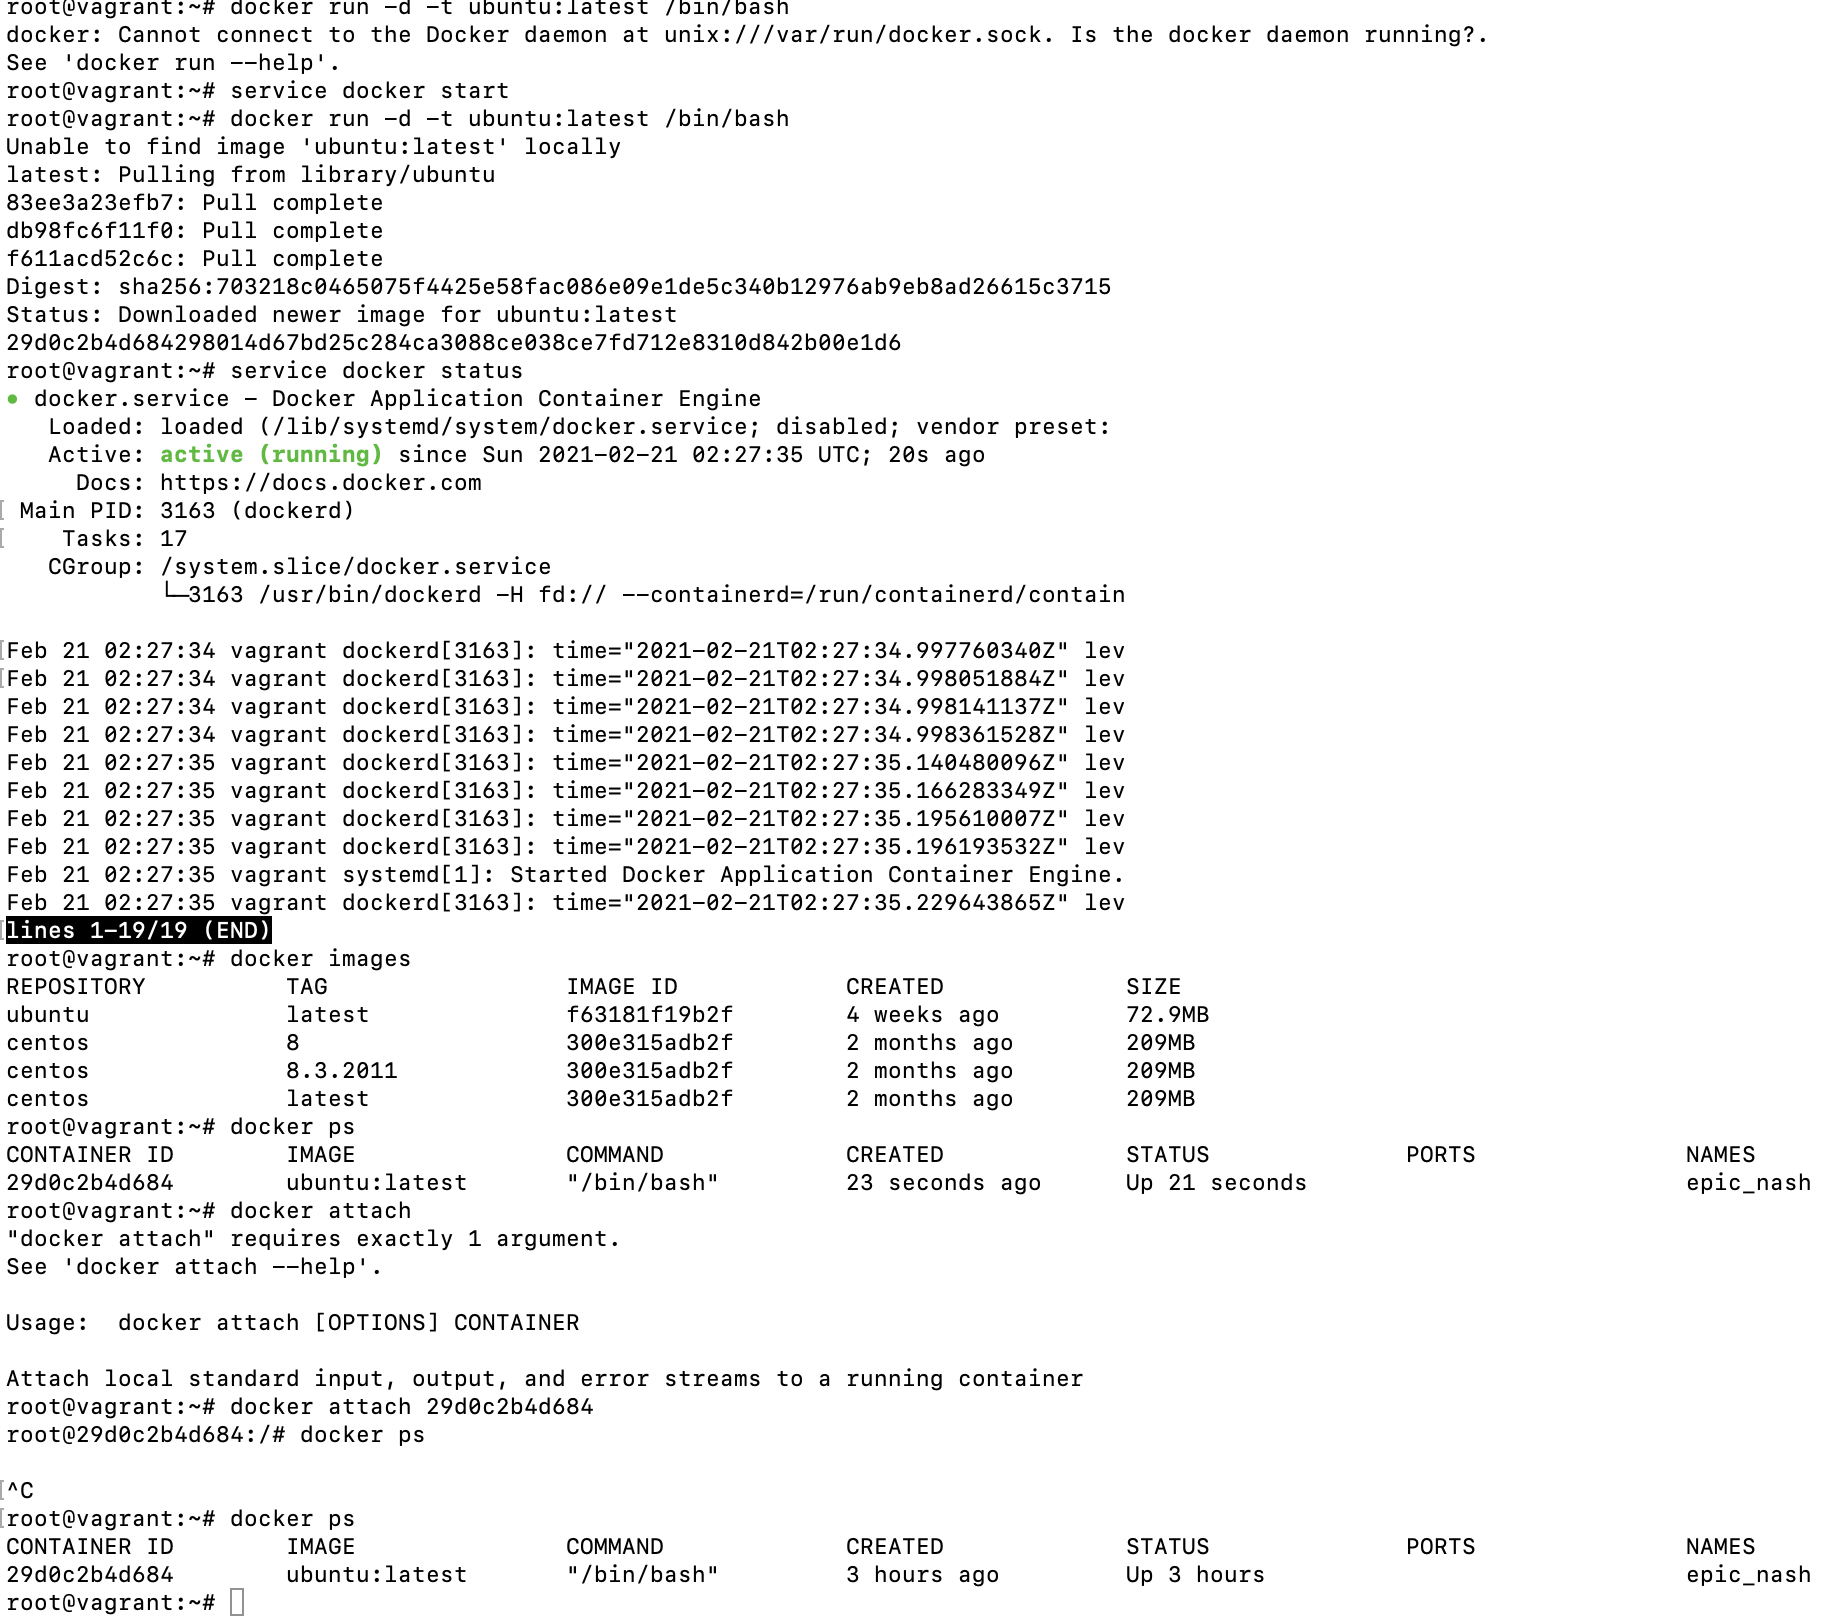 root@vagrant:~# docker run -d -t ubuntu:latest /bin/bash
docker: Cannot connect to the Docker daemon at unix:///var/run/docker.sock. Is the docker daemon running?.
See 'docker run --help'.
root@vagrant:~# service docker start
root@vagrant:~# docker run -d -t ubuntu:latest /bin/bash
Unable to find image 'ubuntu:latest' locally
latest: Pulling from library/ubuntu
83ee3a23efb7: Pull complete
db98fc6f11f0: Pull complete
f611acd52c6c: Pull complete
Digest: sha256:703218c0465075f4425e58fac086e09e1de5c340b12976ab9eb8ad26615c3715
Status: Downloaded newer image for ubuntu:latest
29d0c2b4d684298014d67bd25c284ca3088ce038ce7fd712e8310d842b00e1d6
root@vagrant:~# service docker status
● docker.service - Docker Application Container Engine
   Loaded: loaded (/lib/systemd/system/docker.service; disabled; vendor preset:
   Active: active (running) since Sun 2021-02-21 02:27:35 UTC; 20s ago
     Docs: https://docs.docker.com
 Main PID: 3163 (dockerd)
    Tasks: 17
   CGroup: /system.slice/docker.service
           └─3163 /usr/bin/dockerd -H fd:// --containerd=/run/containerd/contain
Feb 21 02:27:34 vagrant dockerd[3163]: time="2021-02-21T02:27:34.997760340Z" lev
Feb 21 02:27:34 vagrant dockerd[3163]: time="2021-02-21T02:27:34.998051884Z" lev
Feb 21 02:27:34 vagrant dockerd[3163]: time="2021-02-21T02:27:34.998141137Z" lev
Feb 21 02:27:34 vagrant dockerd[3163]: time="2021-02-21T02:27:34.998361528Z" lev
Feb 21 02:27:35 vagrant dockerd[3163]: time="2021-02-21T02:27:35.140480096Z" lev
Feb 21 02:27:35 vagrant dockerd[3163]: time="2021-02-21T02:27:35.166283349Z" lev
Feb 21 02:27:35 vagrant dockerd[3163]: time="2021-02-21T02:27:35.195610007Z" lev
Feb 21 02:27:35 vagrant dockerd[3163]: time="2021-02-21T02:27:35.196193532Z" lev
Feb 21 02:27:35 vagrant systemd[1]: Started Docker Application Container Engine.
Feb 21 02:27:35 vagrant dockerd[3163]: time="2021-02-21T02:27:35.229643865Z" lev
lines 1-19/19 (END)
root@vagrant:~# docker images
REPOSITORY          TAG                 IMAGE ID            CREATED             SIZE
ubuntu              latest              f63181f19b2f        4 weeks ago         72.9MB
centos              8                   300e315adb2f        2 months ago        209MB
centos              8.3.2011            300e315adb2f        2 months ago        209MB
centos              latest              300e315adb2f        2 months ago        209MB
root@vagrant:~# docker ps
CONTAINER ID        IMAGE               COMMAND             CREATED             STATUS              PORTS               NAMES
29d0c2b4d684        ubuntu:latest       "/bin/bash"         23 seconds ago      Up 21 seconds                           epic_nash
root@vagrant:~# docker attach
"docker attach" requires exactly 1 argument.
See 'docker attach --help'.
Usage:  docker attach [OPTIONS] CONTAINER
Attach local standard input, output, and error streams to a running container
root@vagrant:~# docker attach 29d0c2b4d684
root@29d0c2b4d684:/# docker ps
^C
root@vagrant:~# docker ps
CONTAINER ID        IMAGE               COMMAND             CREATED             STATUS              PORTS               NAMES
29d0c2b4d684        ubuntu:latest       "/bin/bash"         3 hours ago         Up 3 hours                              epic_nash
root@vagrant:~#